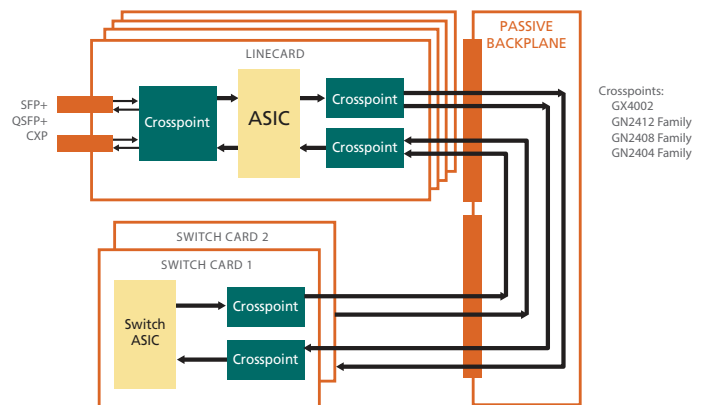 PASSIVE
BACKPLANE
LINECARD
SFP+
QSFP+
CXP
Crosspoint
ASIC
Crosspoint
Crosspoint
Crosspoints:
GX4002
GN2412 Family
GN2408 Family
GN2404 Family
SWITCH CARD 2
SWITCH CARD 1
Switch
ASIC
Crosspoint
Crosspoint